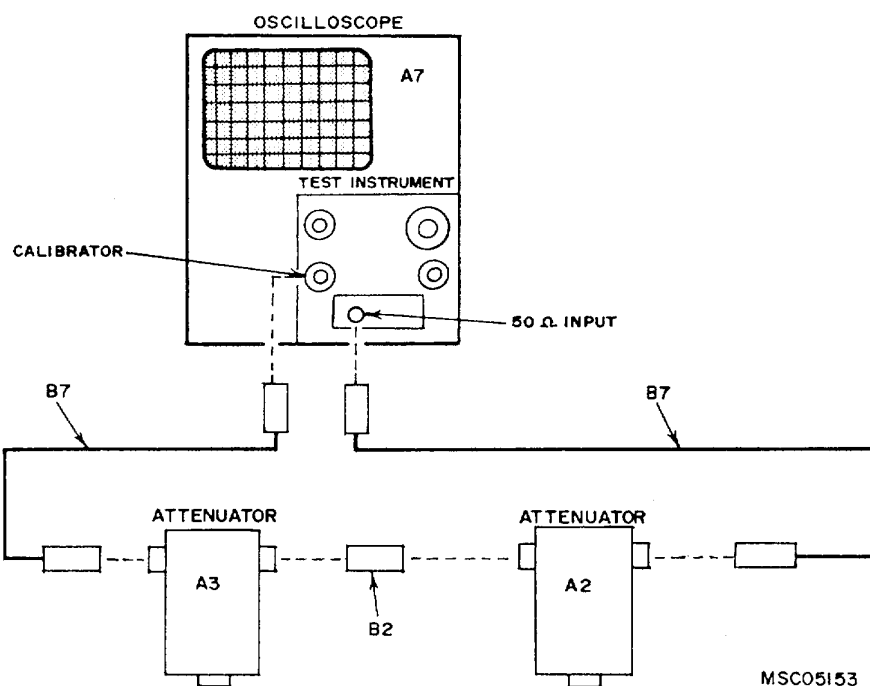 OSCILLOSCOPE
A7
TEST INSTRUMENT
CALIBRATOR
50 Ω INPUT
B7
B7
ATTENUATOR
ATTENUATOR
A3
A2
B2
MSC05153